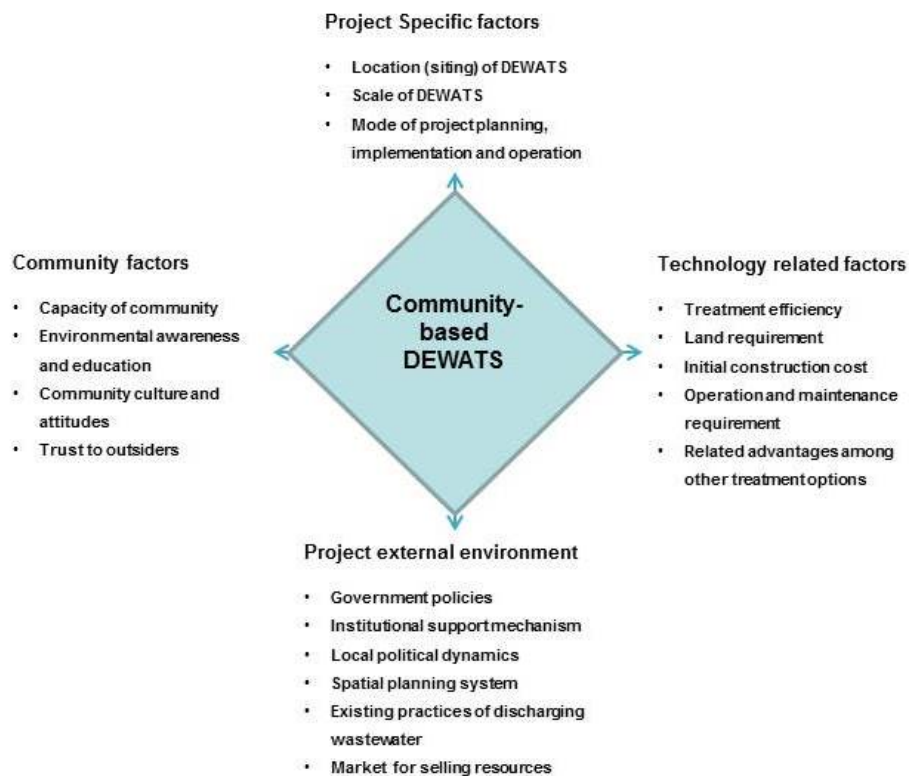 Project Specific factors
• Location (siting) of DEWATS
• Scale of DEWATS
• Mode of project planning,
implementation and operation
Community factors
• Capacity of community
• Environmental awareness
and education
• Community culture and
attitudes
• Trust to outsiders
Community-
based
DEWATS
Technology related factors
• Treatment efficiency
• Land requirement
• Initial construction cost
• Operation and maintenance
requirement
• Related advantages among
other treatment options
Project external environment
• Government policies
• Institutional support mechanism
• Local political dynamics
• Spatial planning system
• Existing practices of discharging
wastewater
• Market for selling resources